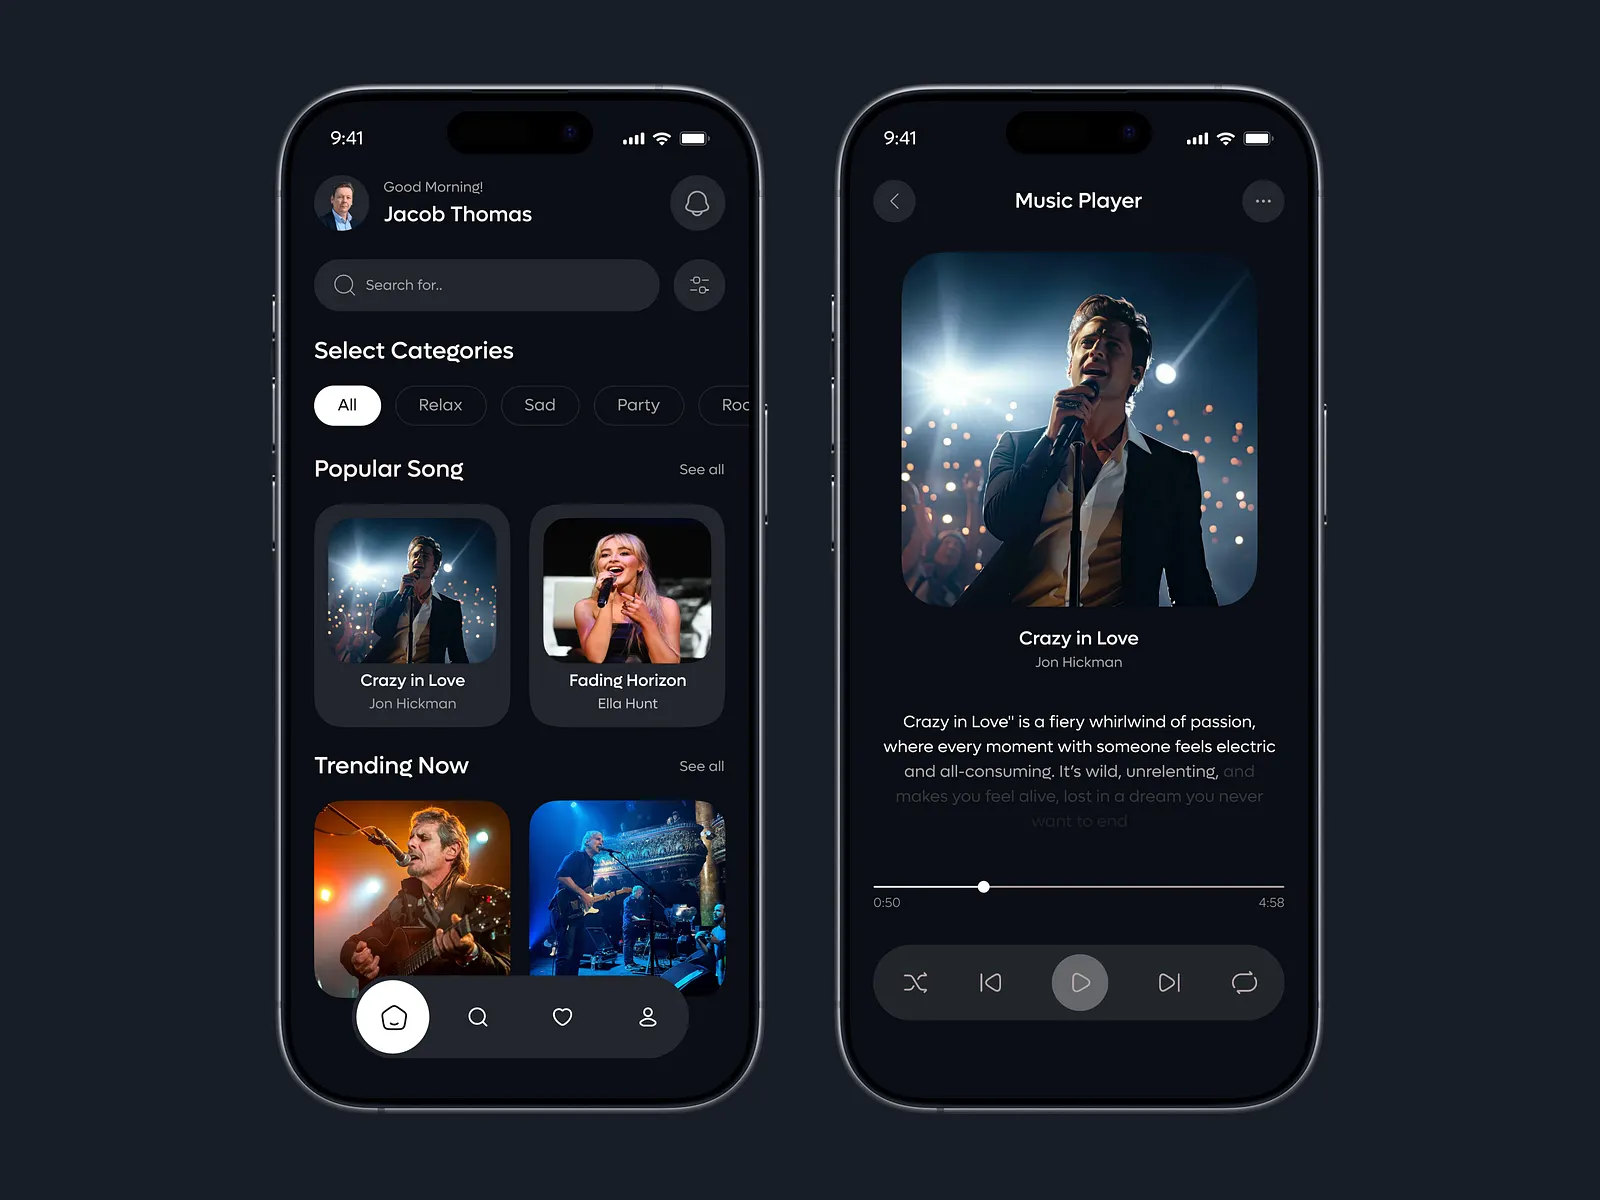 9:41
Good Morning!
Jacob Thomas
Search for..
Select Categories
All
Relax
Sad
Party
Roc
Popular Song
See all
Crazy in Love
Jon Hickman
Fading Horizon
Ella Hunt
Trending Now
See all
9:41
Music Player
Crazy in Love
Jon Hickman
Crazy in Love" is a fiery whirlwind of passion,
where every moment with someone feels electric
and all-consuming. It's wild, unrelenting, and
makes you feel alive, lost in a dream you never
want to end
0:50
4:58